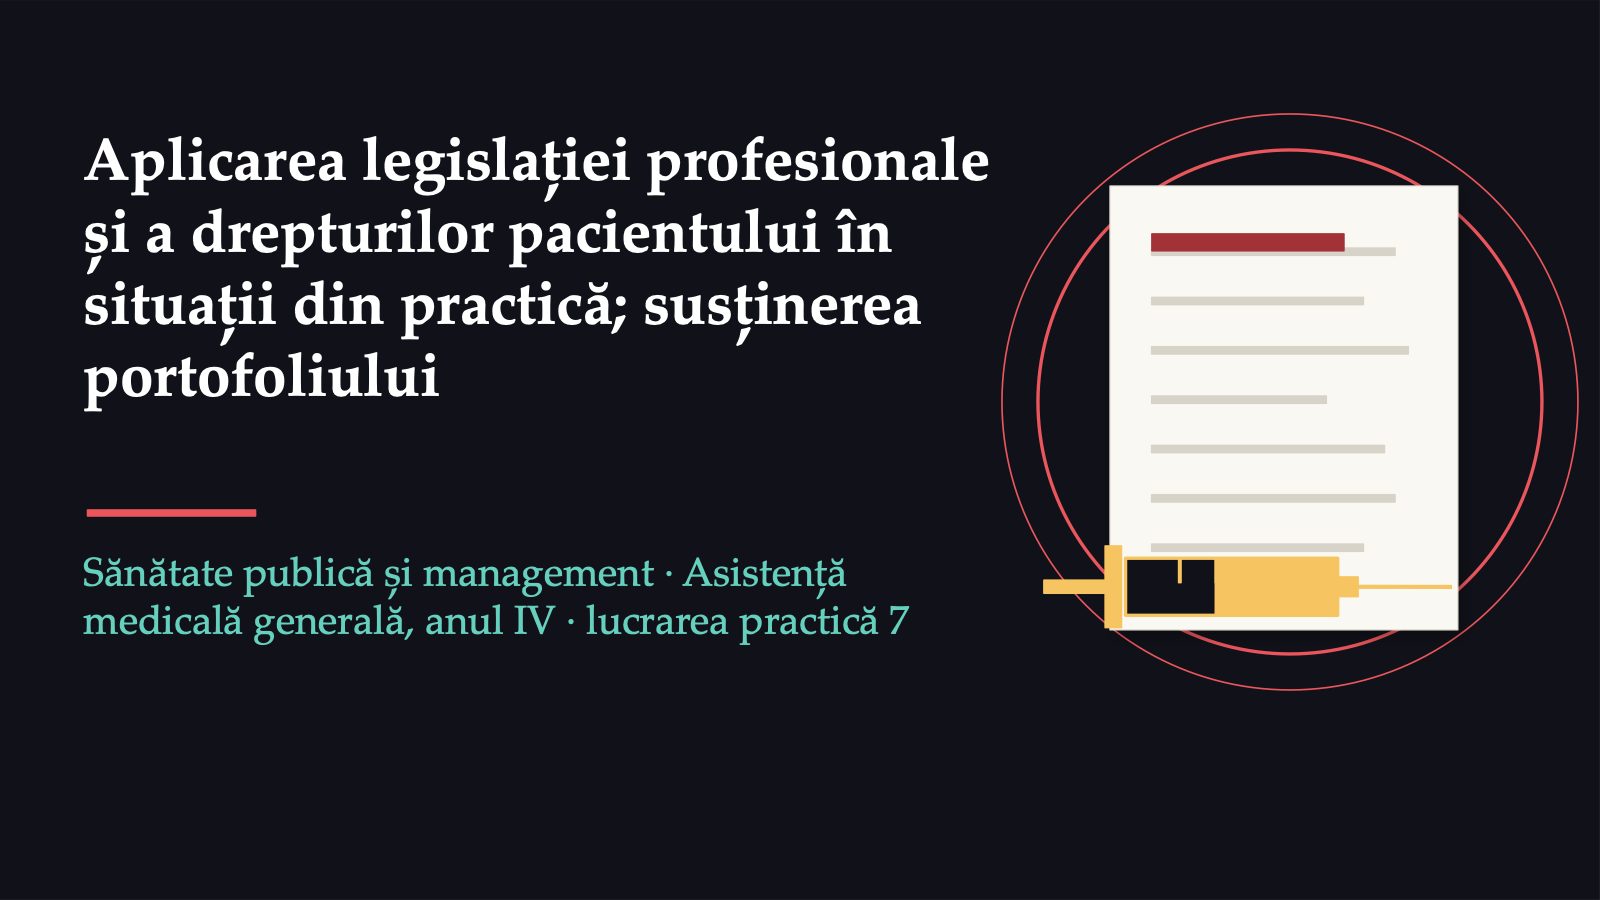 Aplicarea legislației profesionale
și a drepturilor pacientului în
situații din practică; susținerea
portofoliului
Sănătate publică și management · Asistență
medicală generală, anul IV · lucrarea practică 7